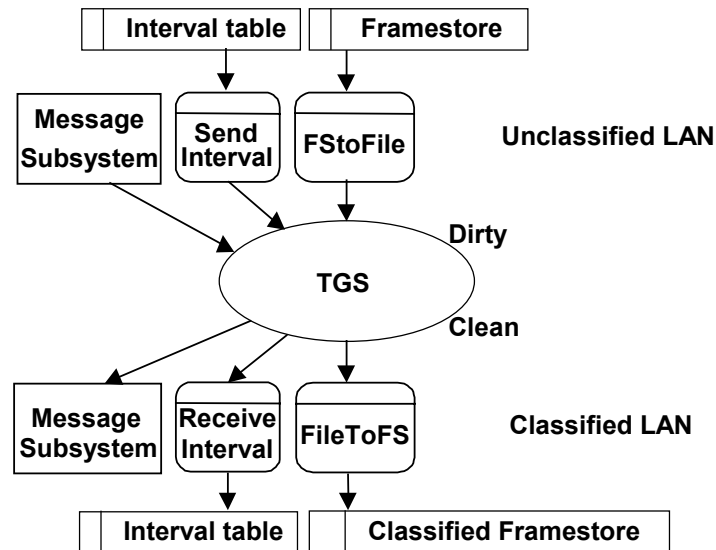 Interval table
Framestore
Message
Subsystem
Send
Interval
FStoFile
Unclassified LAN
Dirty
TGS
Clean
Message
Subsystem
Receive
Interval
FileToFS
Classified LAN
Interval table
Classified Framestore